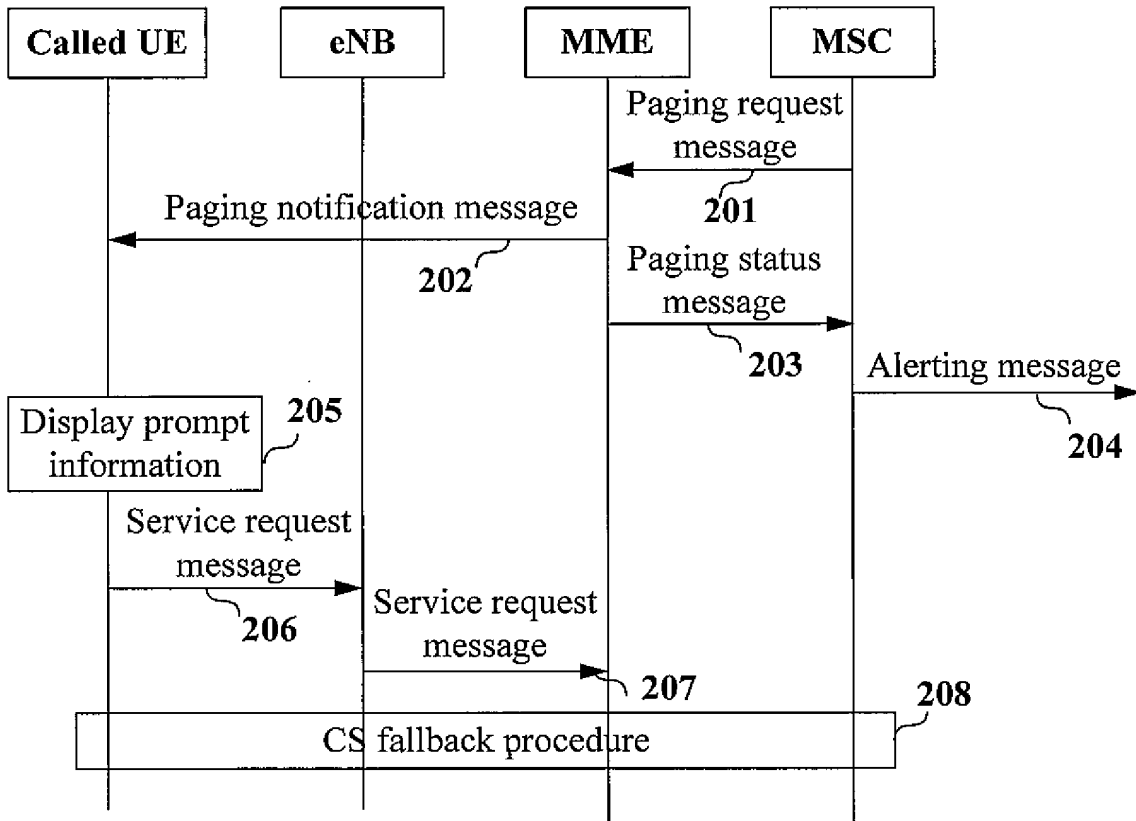 Called UE
eNB
MME
MSC
Paging request
message
201
Paging notification message
202
Paging status
message
203
Alerting message
204
Display prompt
information
205
Service request
message
206
Service request
message
207
208
CS fallback procedure